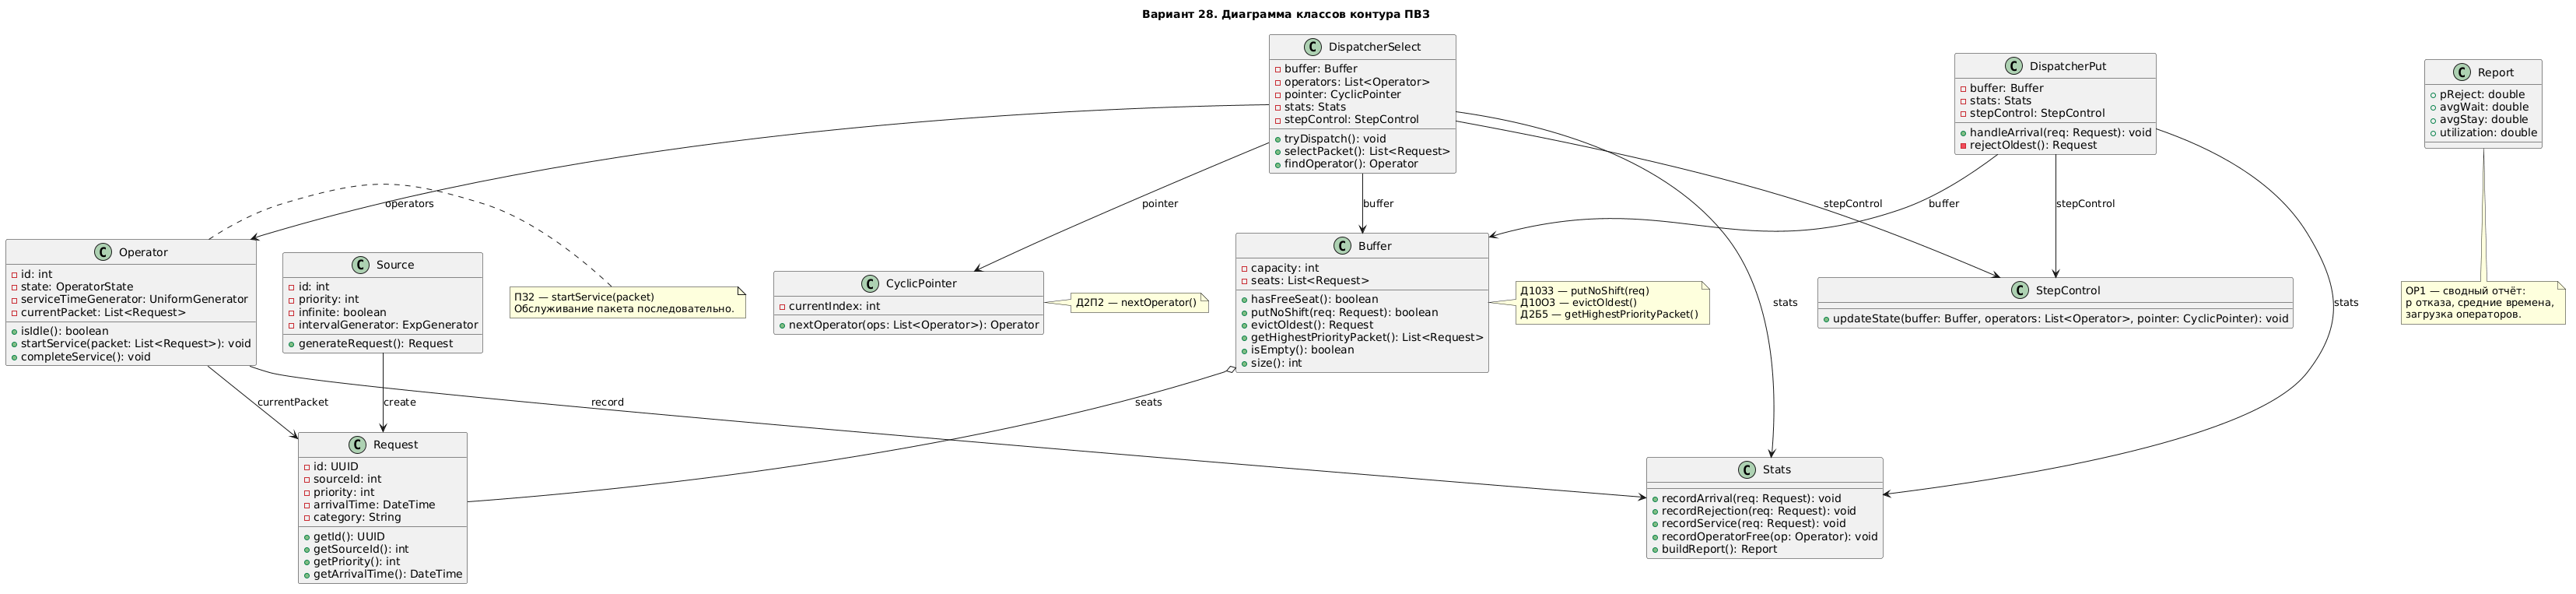 Вариант 28. Диаграмма классов контура ПВЗ
DispatcherSelect
buffer: Buffer
operators: List<Operator>
pointer: CyclicPointer
stats: Stats
stepControl: StepControl
tryDispatch(): void
selectPacket(): List<Request>
findOperator(): Operator
DispatcherPut
buffer: Buffer
stats: Stats
stepControl: StepControl
handleArrival(req: Request): void
rejectOldest(): Request
Report
pReject: double
avgWait: double
avgStay: double
utilization: double
operators
pointer
buffer
stepControl
buffer
stepControl
Operator
id: int
state: OperatorState
serviceTimeGenerator: UniformGenerator
currentPacket: List<Request>
isIdle(): boolean
startService(packet: List<Request>): void
completeService(): void
Source
id: int
priority: int
infinite: boolean
intervalGenerator: ExpGenerator
generateRequest(): Request
ПЗ2 — startService(packet)
Обслуживание пакета последовательно.
CyclicPointer
currentIndex: int
nextOperator(ops: List<Operator>): Operator
Д2П2 — nextOperator()
Buffer
capacity: int
seats: List<Request>
hasFreeSeat(): boolean
putNoShift(req: Request): boolean
evictOldest(): Request
getHighestPriorityPacket(): List<Request>
isEmpty(): boolean
size(): int
Д10З3 — putNoShift(req)
Д10О3 — evictOldest()
Д2Б5 — getHighestPriorityPacket()
stats
StepControl
updateState(buffer: Buffer, operators: List<Operator>, pointer: CyclicPointer): void
stats
ОР1 — сводный отчёт:
p отказа, средние времена,
загрузка операторов.
currentPacket
create
record
seats
Request
id: UUID
sourceId: int
priority: int
arrivalTime: DateTime
category: String
getId(): UUID
getSourceId(): int
getPriority(): int
getArrivalTime(): DateTime
Stats
recordArrival(req: Request): void
recordRejection(req: Request): void
recordService(req: Request): void
recordOperatorFree(op: Operator): void
buildReport(): Report